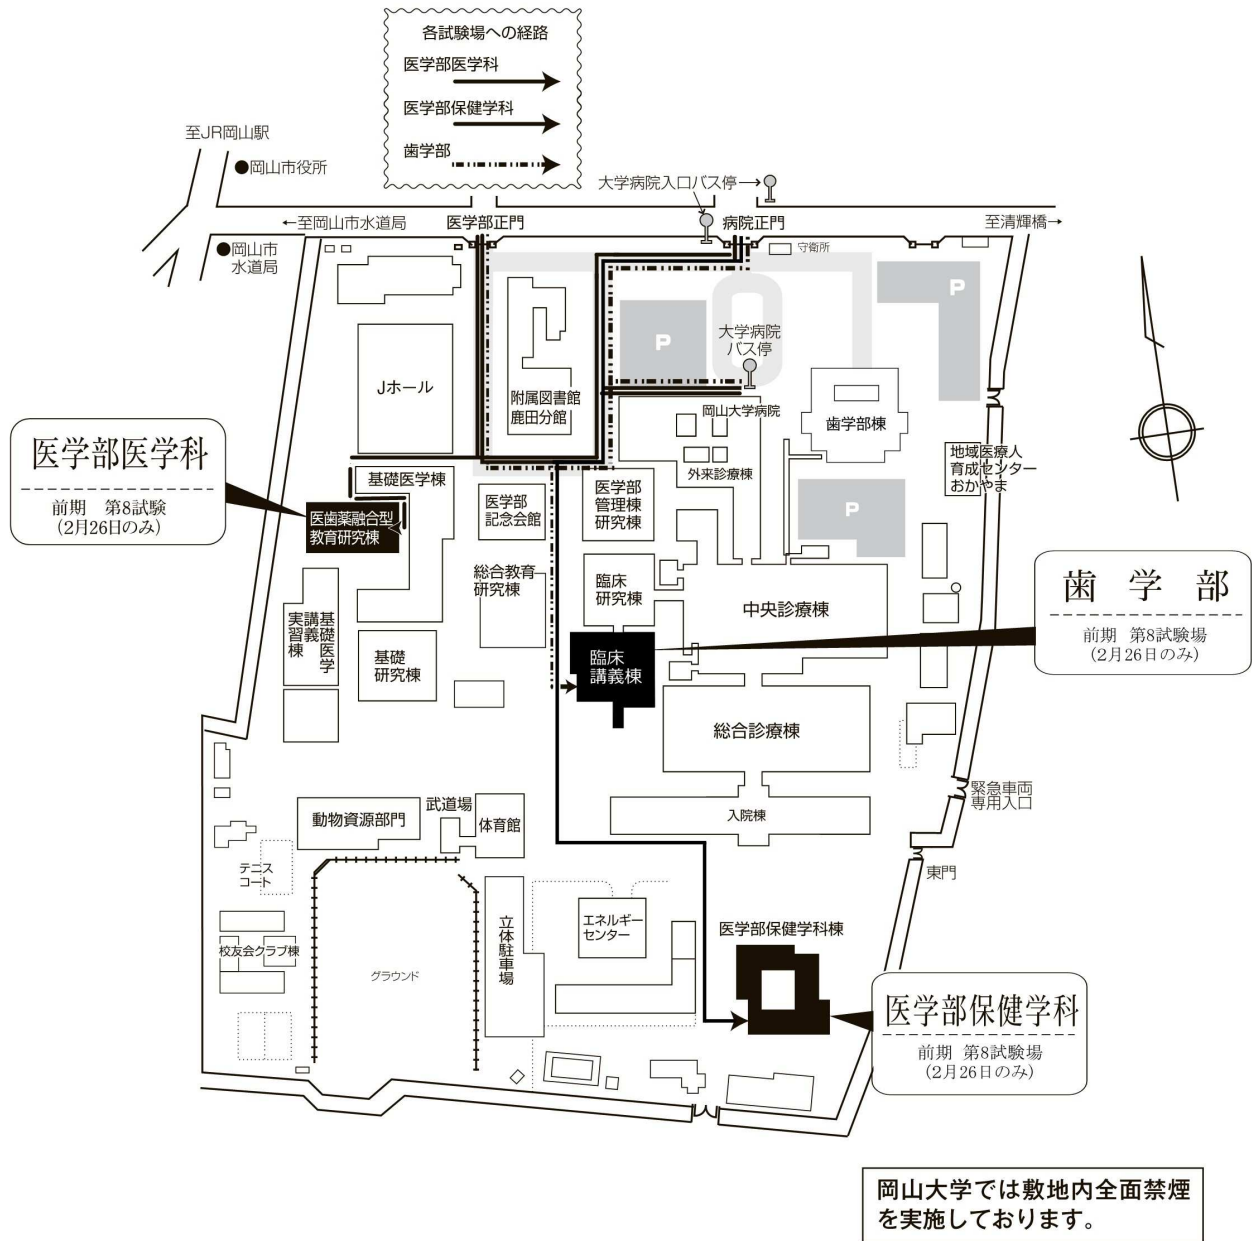 各試験場への経路
医学部医学科
医学部保健学科
歯学部
至JR岡山駅
●岡山市役所
大学病院入口バス停→
←至岡山市水道局
医学部正門
病院正門
至清輝橋→
●岡山市
水道局
守衛所
P
P
大学病院
バス停
Jホール
附属図書館
鹿田分館
岡山大学病院
歯学部棟
医学部医学科
前期 第8試験
(2月26日のみ)
基礎医学棟
医学部
記念会館
医学部
管理棟
研究棟
外来診療棟
地域医療人
育成センター
おかやま
P
医歯薬融合型
教育研究棟
総合教育
研究棟
臨床
研究棟
中央診療棟
歯 学 部
前期 第8試験場
(2月26日のみ)
基礎医学
講義
実習棟
基礎
研究棟
臨床
講義棟
総合診療棟
緊急車両
専用入口
入院棟
動物資源部門
武道場
体育館
東門
テニス
コート
校友会クラブ棟
グラウンド
立体駐車場
エネルギー
センター
医学部保健学科棟
医学部保健学科
前期 第8試験場
(2月26日のみ)
岡山大学では敷地内全面禁煙
を実施しております。